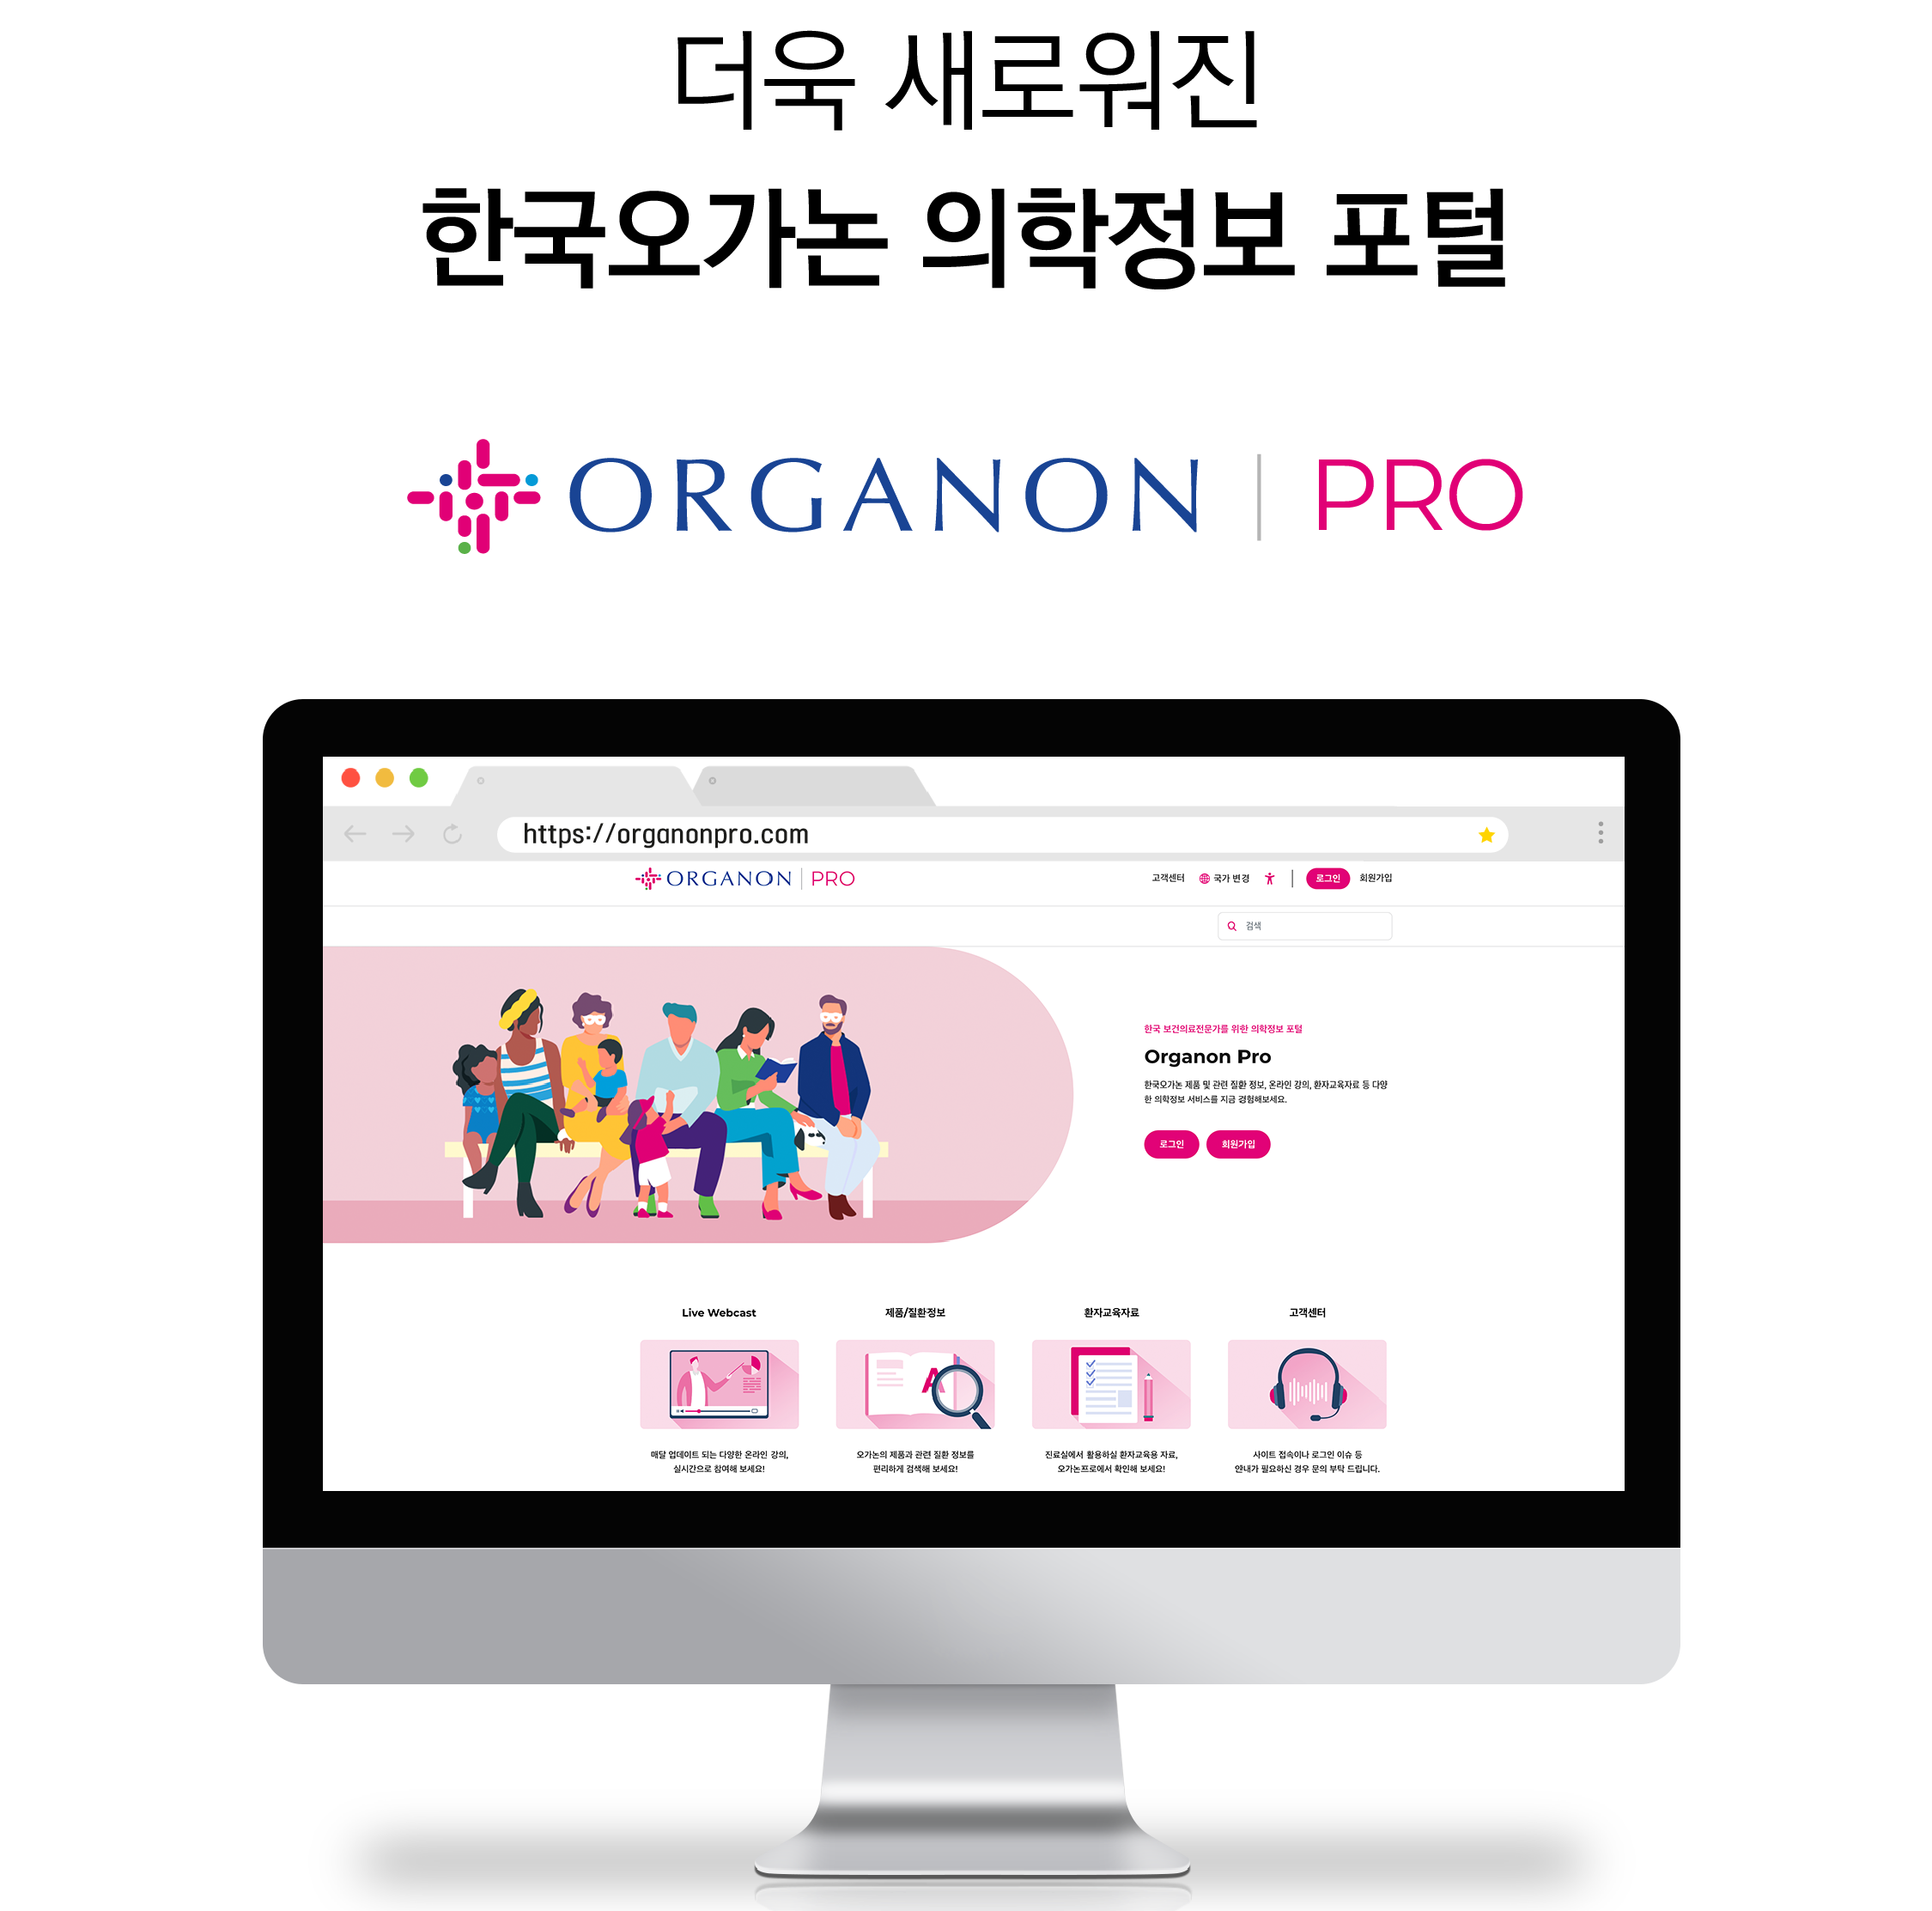 더욱 새로워진
한국오가논 의학정보 포털
ORGANON | PRO
https://organonpro.com
ORGANON | PRO
고객센터 국가 변경 로그인 회원가입
검색
한국 보건의료전문가를 위한 의학정보 포털
Organon Pro
한국오가논 제품 및 관련 질환 정보, 온라인 강의, 환자교육자료 등 다양
한 의학정보 서비스를 지금 경험해보세요.
로그인 회원가입
Live Webcast 제품/질환정보 환자교육자료 고객센터
A
매달 업데이트 되는 다양한 온라인 강의,
실시간으로 참여해 보세요!
오가논의 제품과 관련 질환 정보를
편리하게 검색해 보세요!
진료실에서 활용하실 환자교육용 자료,
오가논프로에서 확인해 보세요!
사이트 접속이나 로그인 이슈 등
안내가 필요하신 경우 문의 부탁 드립니다.